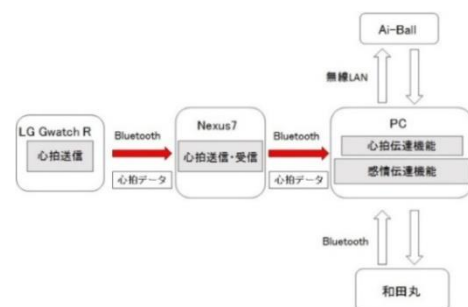 Ai-Ball
無線LAN
LG Gwatch R
心拍送信
Bluetooth
心拍データ
Nexus7
心拍送信・受信
Bluetooth
心拍データ
PC
心拍伝達機能
感情伝達機能
Bluetooth
和田丸